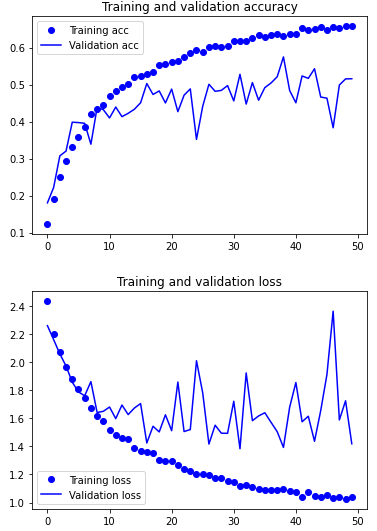 Training and validation accuracy
Training acc
Validation acc
0.6
0.5
0.4
0.3
0.2
0.1
0 10 20 30 40 50
Training and validation loss
2.4
2.2
2.0
1.8
1.6
1.4
1.2
1.0
Training loss
Validation loss
0 10 20 30 40 50